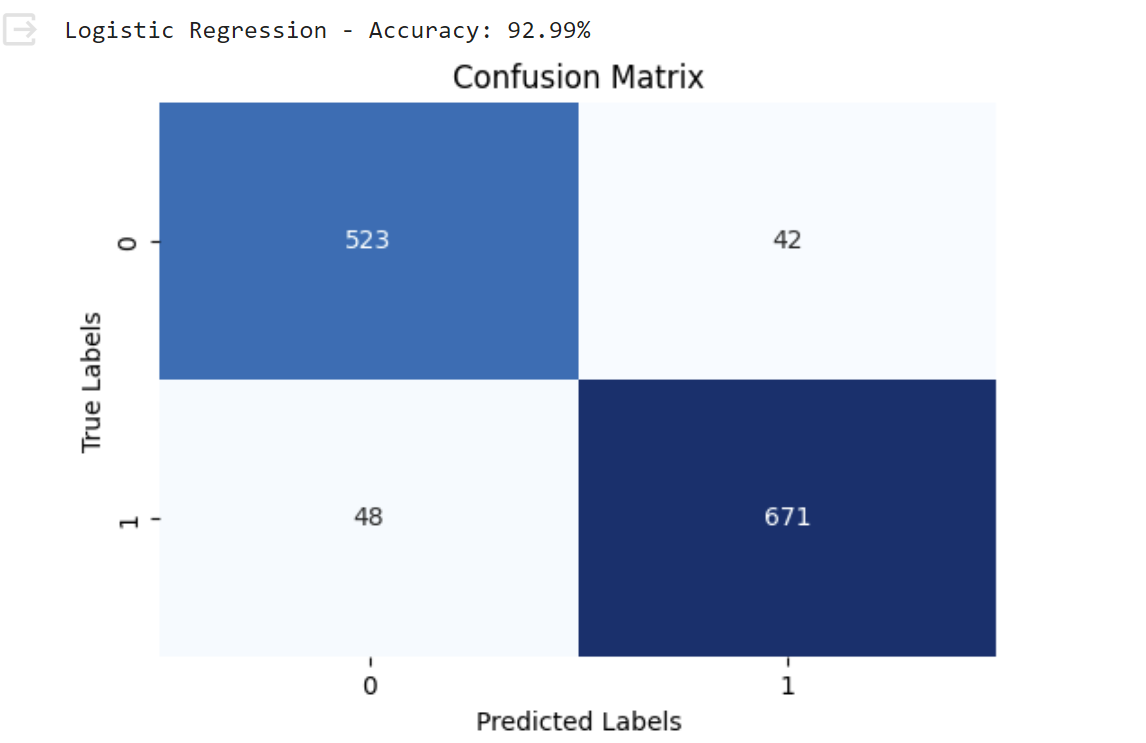 Logistic Regression - Accuracy: 92.99%
Confusion Matrix
523 42
0
True Labels
48 671
1
0 1
Predicted Labels